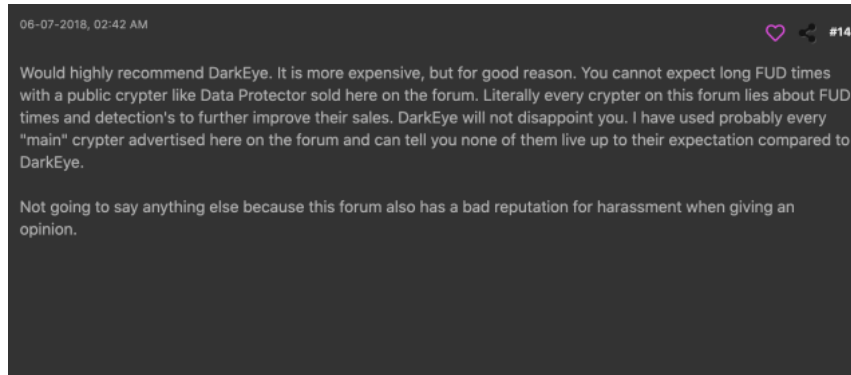 06-07-2018, 02:42 AM
#14
Would highly recommend DarkEye. It is more expensive, but for good reason. You cannot expect long FUD times
with a public crypter like Data Protector sold here on the forum. Literally every crypter on this forum lies about FUD
times and detection's to further improve their sales. DarkEye will not disappoint you. I have used probably every
"main" crypter advertised here on the forum and can tell you none of them live up to their expectation compared to
DarkEye.
Not going to say anything else because this forum also has a bad reputation for harassment when giving an
opinion.